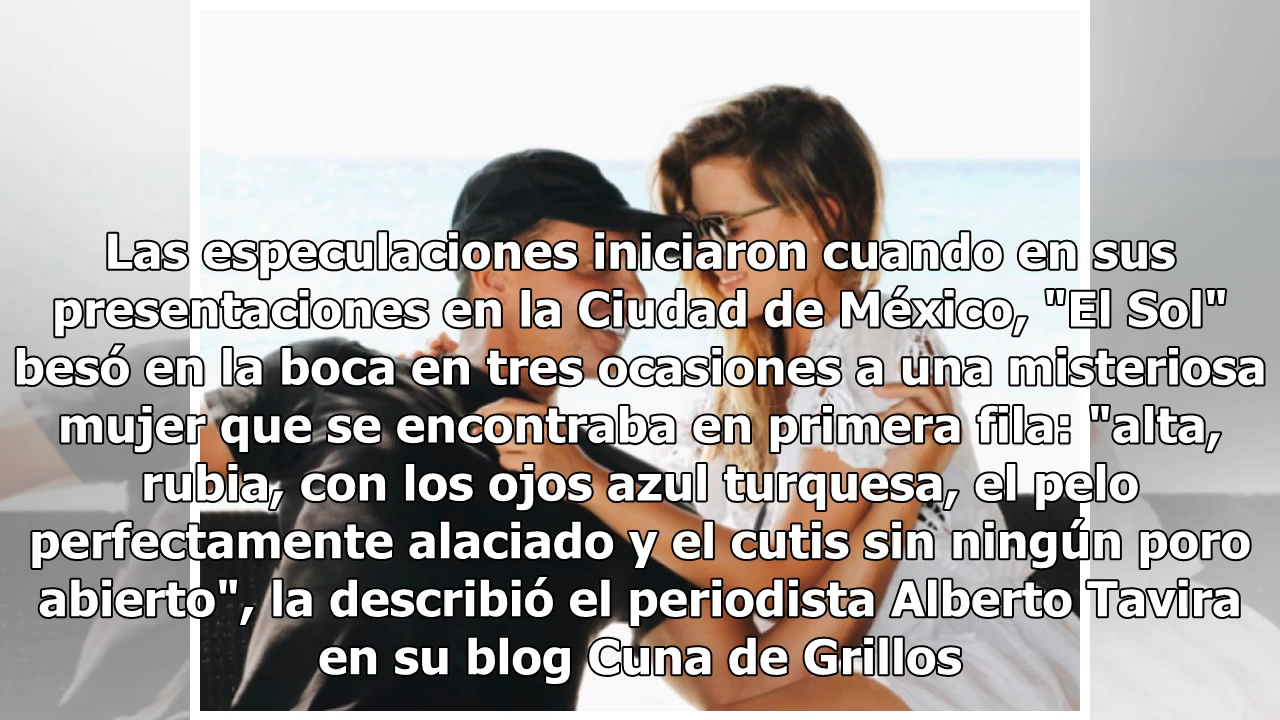 Las especulaciones iniciaron cuando en sus
presentaciones en la Ciudad de México, "El Sol"
besó en la boca en tres ocasiones a una misteriosa
mujer que se encontraba en primera fila: "alta,
rubia, con los ojos azul turquesa, el pelo
perfectamente alaciado y el cutis sin ningún poro
abierto", la describió el periodista Alberto Tavira
en su blog Cuna de Grillos